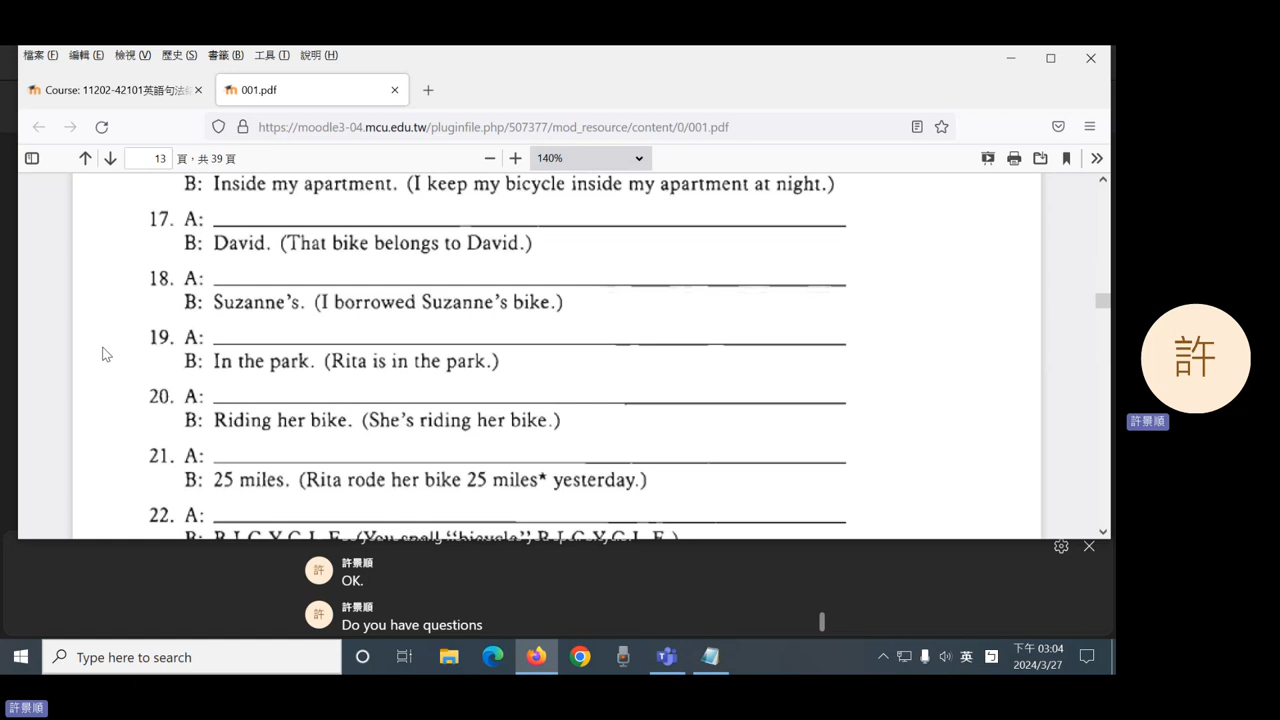 檔案(F) 編輯(E) 檢視(V) 歷史(S) 書籤(B) 工具(T) 說明(H)
Course: 11202-42101英語句法
001.pdf
https://moodle3-04.mcu.edu.tw/pluginfile.php/507377/mod_resource/content/0/001.pdf
13 頁，共 39 頁
140%
B: Inside my apartment. (I keep my bicycle inside my apartment at night.)
17. A:
B: David. (That bike belongs to David.)
18. A:
B: Suzanne's. (I borrowed Suzanne's bike.)
19. A:
B: In the park. (Rita is in the park.)
20. A:
B: Riding her bike. (She's riding her bike.)
21. A:
B: 25 miles. (Rita rode her bike 25 miles* yesterday.)
22. A:
B: B-I-C-Y-C-L-E. (You spell "bicycle" B-I-C-Y-C-L-E.)
許
許景順
許 許景順
OK.
許 許景順
Do you have questions
Type here to search
英
下午 03:04
2024/3/27
許景順